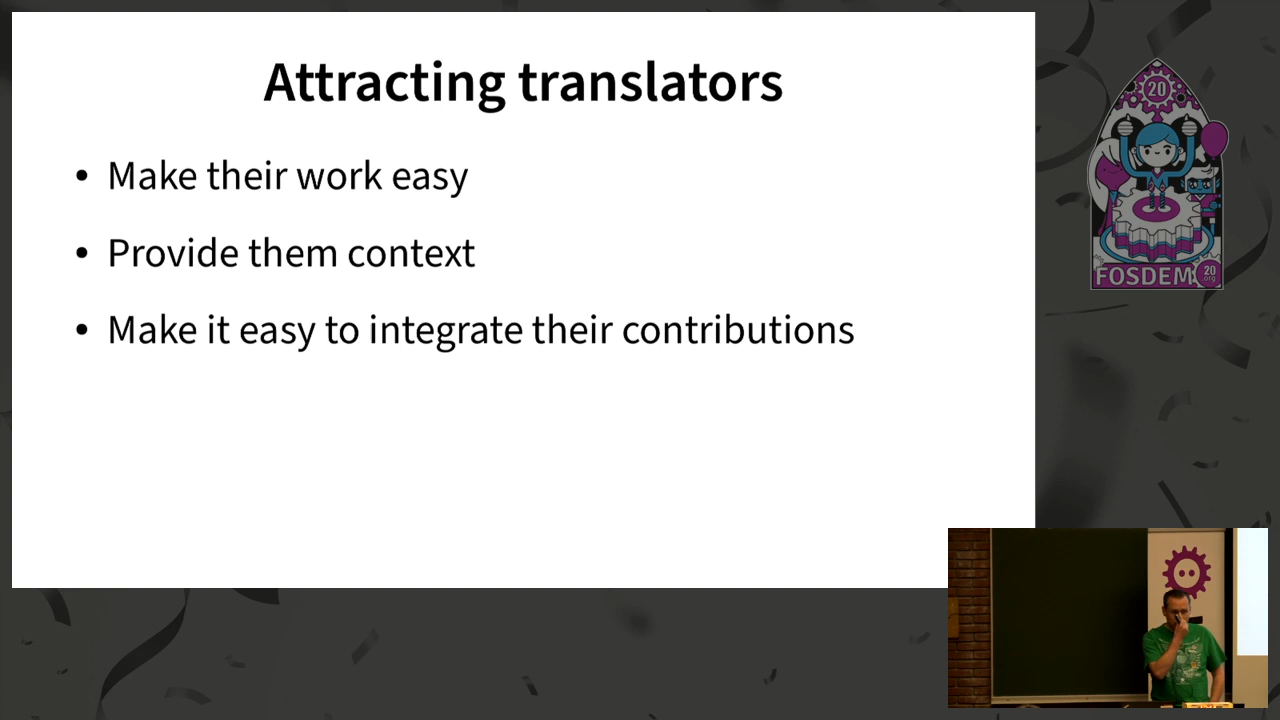 Attracting translators
• Make their work easy
• Provide them context
• Make it easy to integrate their contributions
20
FOSDEM
20
.org